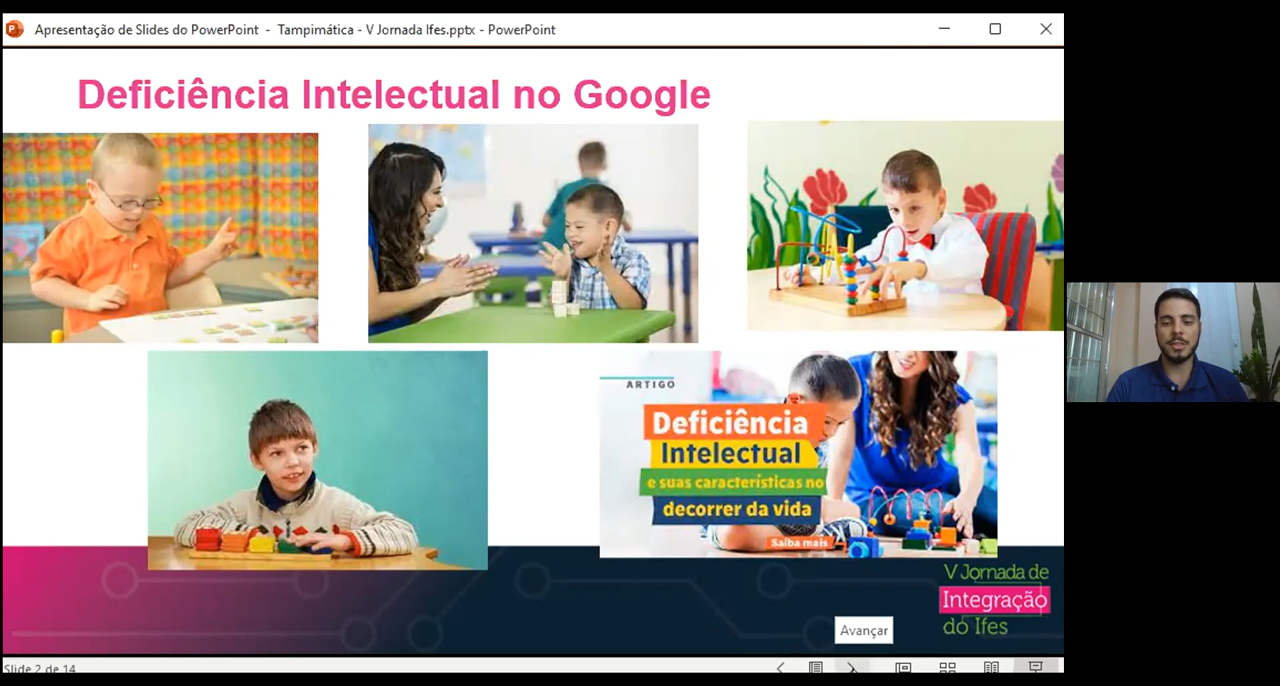 Apresentação de Slides do PowerPoint - Tampimática - V Jornada Ifes.pptx - PowerPoint
Deficiência Intelectual no Google
ARTIGO
Deficiência
Intelectual
e suas características no
decorrer da vida
Saiba mais
V Jornada de
Integração
do Ifes
Avançar
Slide 2 de 14